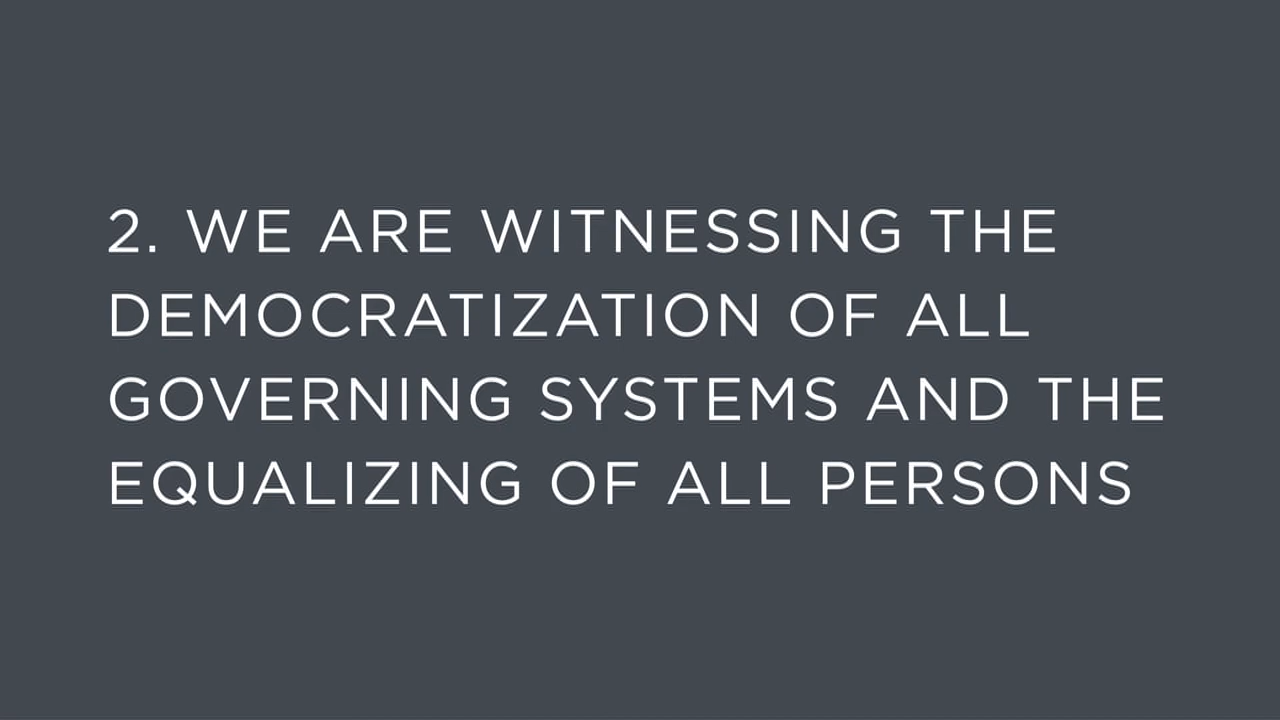 2. WE ARE WITNESSING THE
DEMOCRATIZATION OF ALL
GOVERNING SYSTEMS AND THE
EQUALIZING OF ALL PERSONS